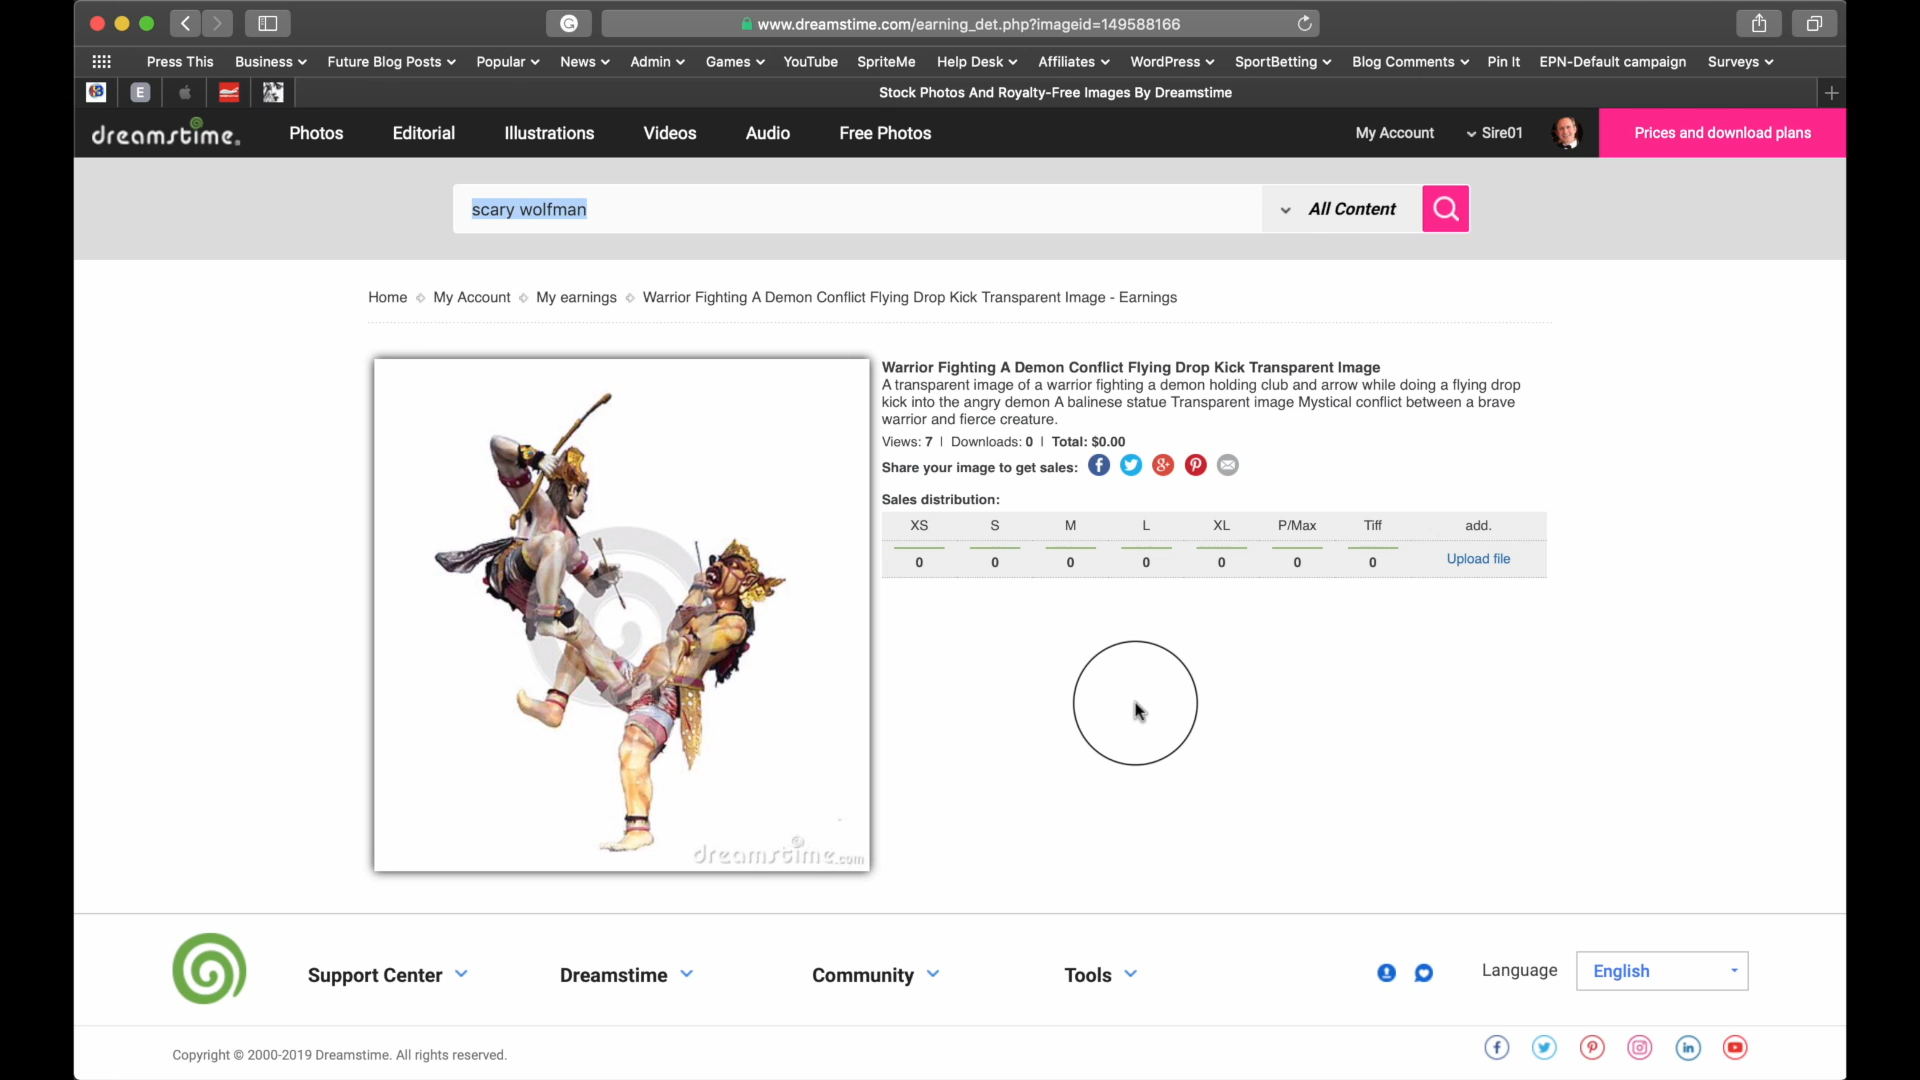 www.dreamstime.com/earning_det.php?imageid=149588166
Press This Business Future Blog Posts Popular News Admin Games YouTube SpriteMe Help Desk Affiliates WordPress SportBetting Blog Comments Pin It EPN-Default campaign Surveys
E
Stock Photos And Royalty-Free Images By Dreamstime
dreamstime. Photos Editorial Illustrations Videos Audio Free Photos My Account Sire01 Prices and download plans
scary wolfman All Content
Home My Account My earnings Warrior Fighting A Demon Conflict Flying Drop Kick Transparent Image - Earnings
Warrior Fighting A Demon Conflict Flying Drop Kick Transparent Image
A transparent image of a warrior fighting a demon holding club and arrow while doing a flying drop
kick into the angry demon A balinese statue Transparent image Mystical conflict between a brave
warrior and fierce creature.
Views: 7 | Downloads: 0 | Total: $0.00
Share your image to get sales:
Sales distribution:
XS S M L XL P/Max Tiff add.
0 0 0 0 0 0 0 Upload file
dreamstime.com
Support Center Dreamstime Community Tools Language English
Copyright © 2000-2019 Dreamstime. All rights reserved.